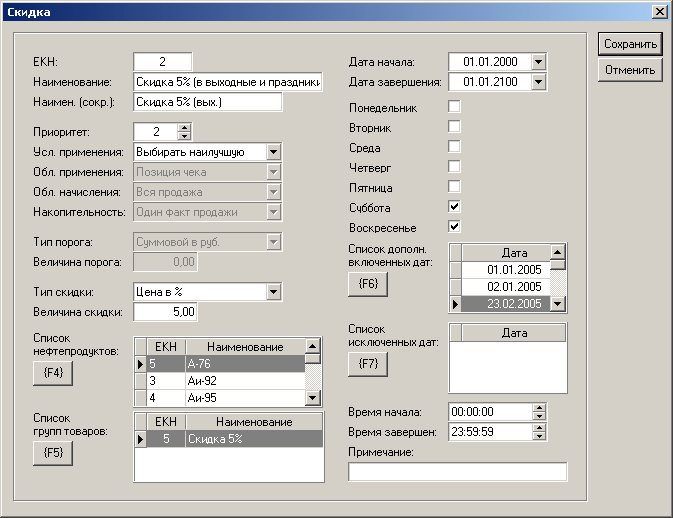 Скидка
Сохранить
Отменить
ЕКН: 2
Наименование: Скидка 5% (в выходные и праздники
Наимен. (сокр.): Скидка 5% (вых.)
Приоритет: 2
Усл. применения: Выбирать наилучшую
Обл. применения: Позиция чека
Обл. начисления: Вся продажа
Накопительность: Один факт продажи
Тип порога: Суммовой в руб.
Величина порога: 0,00
Тип скидки: Цена в %
Величина скидки: 5,00
Список
нефтепродуктов:
{F4}
ЕКН Наименование
5 А-76
3 Аи-92
4 Аи-95
Список
групп товаров:
{F5}
ЕКН Наименование
5 Скидка 5%
Дата начала: 01.01.2000
Дата завершения: 01.01.2100
Понедельник
Вторник
Среда
Четверг
Пятница
Суббота
Воскресенье
Список дополн.
включенных дат:
{F6}
Дата
01.01.2005
02.01.2005
23.02.2005
Список
исключенных дат:
{F7}
Дата
Время начала: 00:00:00
Время завершен: 23:59:59
Примечание: